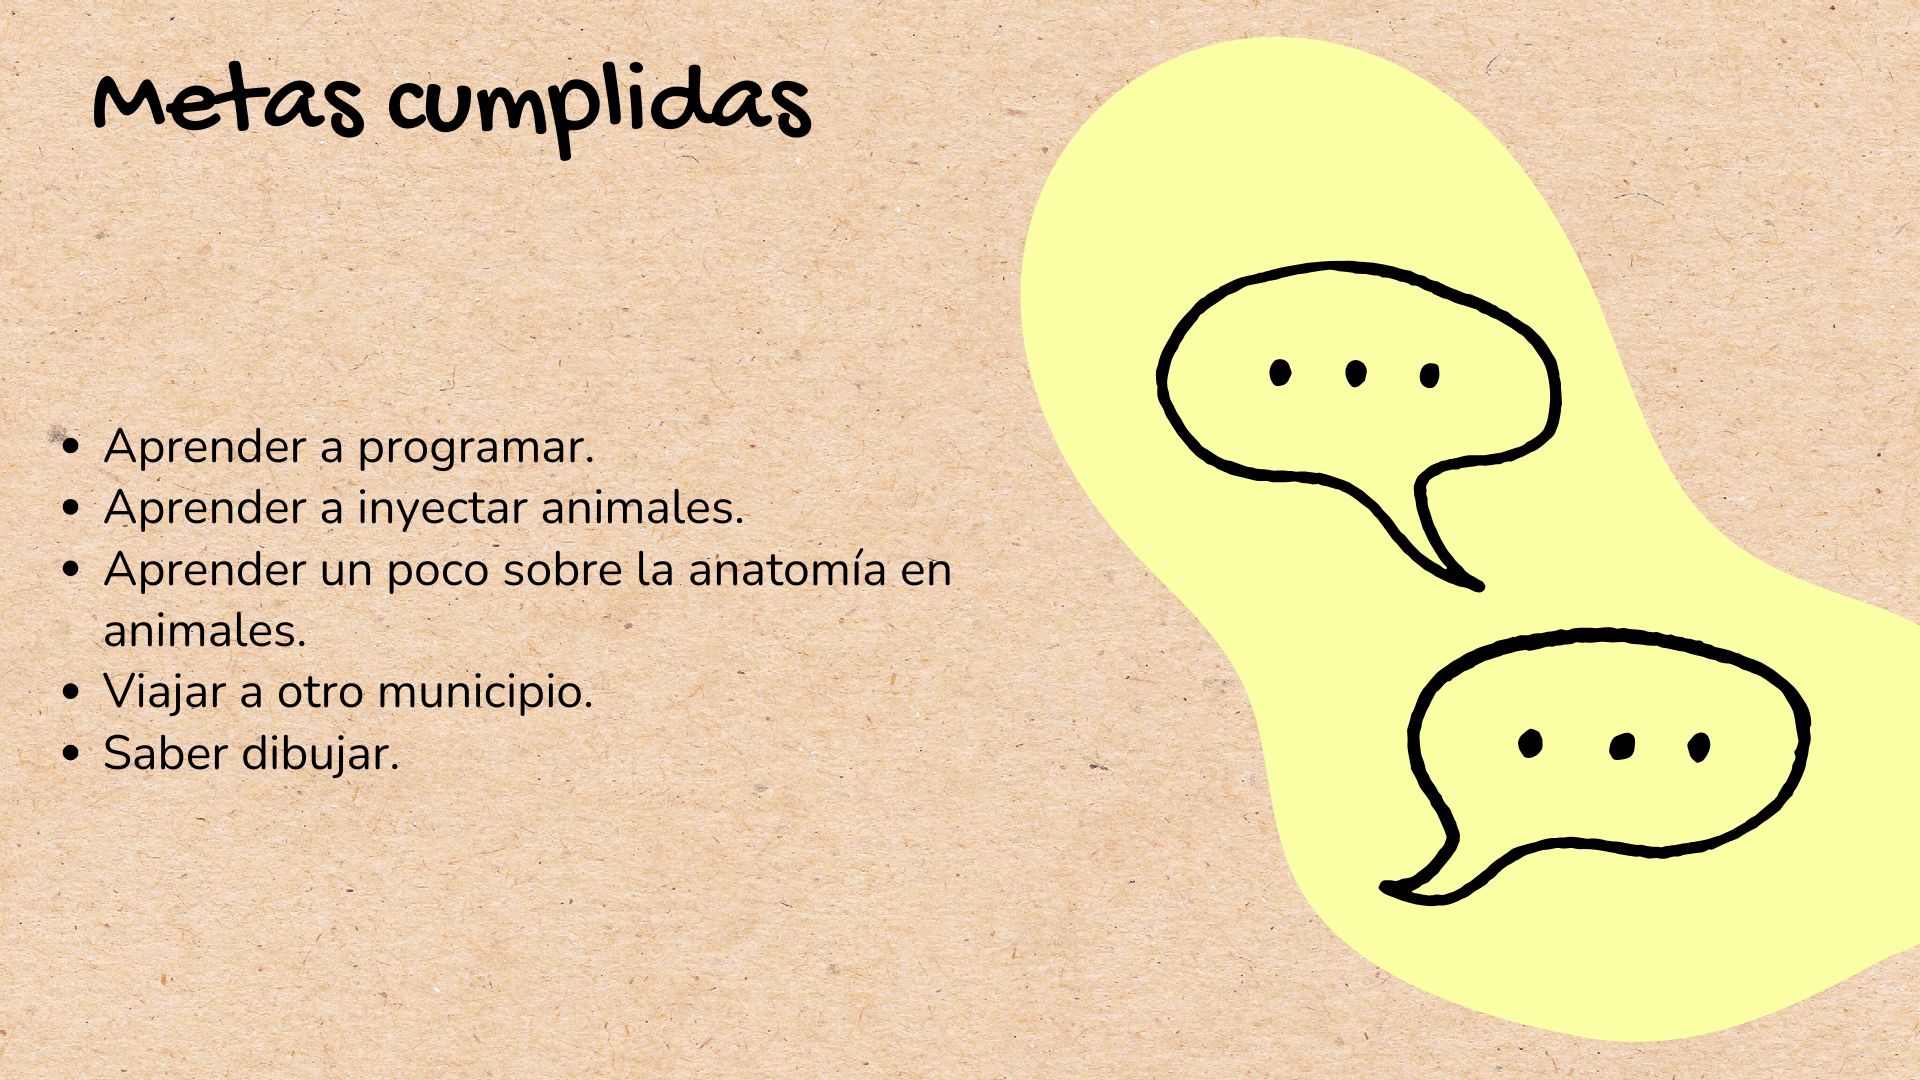 Metas cumplidas
• Aprender a programar.
• Aprender a inyectar animales.
• Aprender un poco sobre la anatomía en
animales.
• Viajar a otro municipio.
• Saber dibujar.